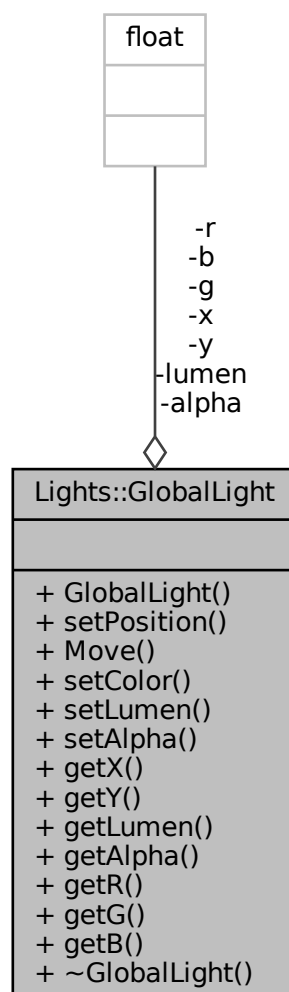 float
-r
-b
-g
-x
-y
-lumen
-alpha
Lights::GlobalLight
+ GlobalLight()
+ setPosition()
+ Move()
+ setColor()
+ setLumen()
+ setAlpha()
+ getX()
+ getY()
+ getLumen()
+ getAlpha()
+ getR()
+ getG()
+ getB()
+ ~GlobalLight()